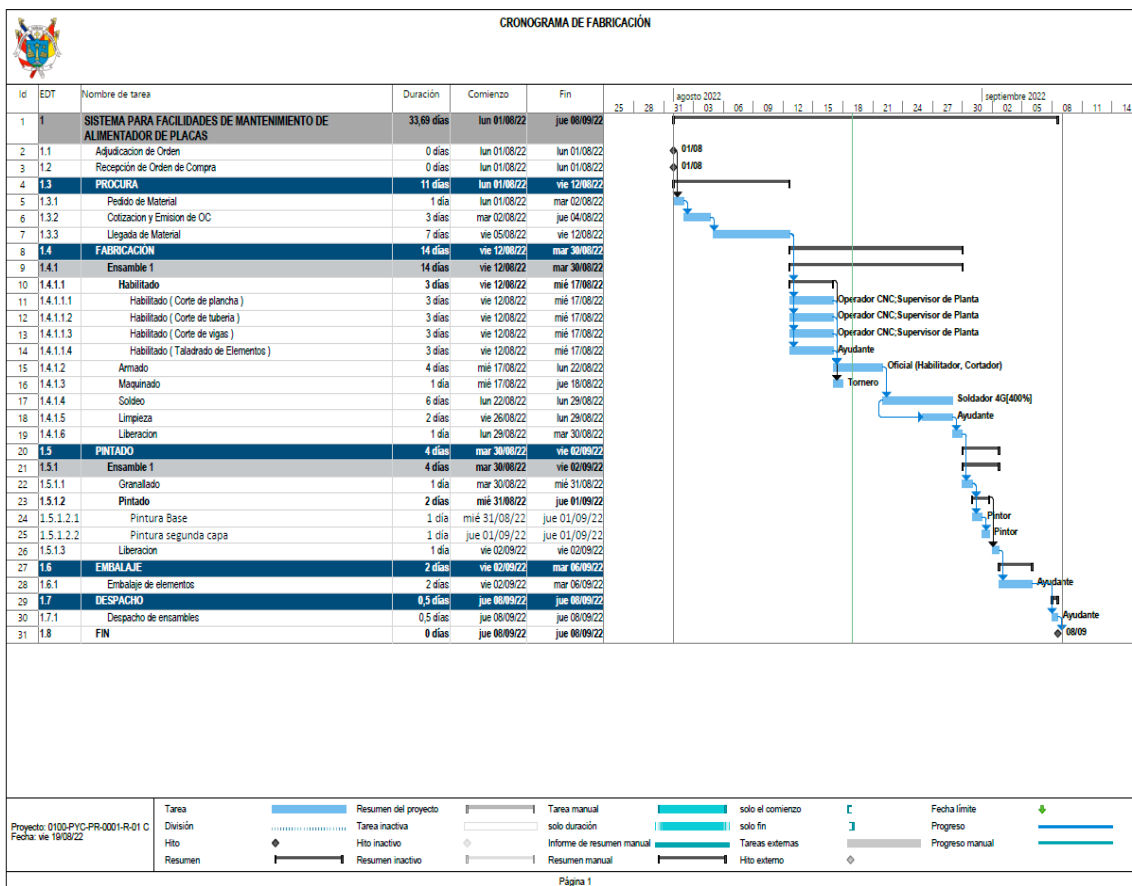 CRONOGRAMA DE FABRICACIÓN
Id EDT Nombre de tarea Duración Comienzo Fin
agosto 2022 septiembre 2022
25 28 31 03 06 09 12 15 18 21 24 27 30 02 05 08 11 14
1 1 SISTEMA PARA FACILIDADES DE MANTENIMIENTO DE ALIMENTADOR DE PLACAS 33,69 días lun 01/08/22 jue 08/09/22
2 1.1 Adjudicacion de Orden 0 días lun 01/08/22 lun 01/08/22 01/08
3 1.2 Recepción de Orden de Compra 0 días lun 01/08/22 lun 01/08/22 01/08
4 1.3 PROCURA 11 días lun 01/08/22 vie 12/08/22
5 1.3.1 Pedido de Material 1 día lun 01/08/22 mar 02/08/22
6 1.3.2 Cotizacion y Emision de OC 3 días mar 02/08/22 jue 04/08/22
7 1.3.3 Llegada de Material 7 días vie 05/08/22 vie 12/08/22
8 1.4 FABRICACIÓN 14 días vie 12/08/22 mar 30/08/22
9 1.4.1 Ensamble 1 14 días vie 12/08/22 mar 30/08/22
10 1.4.1.1 Habilitado 3 días vie 12/08/22 mié 17/08/22
11 1.4.1.1.1 Habilitado ( Corte de plancha ) 3 días vie 12/08/22 mié 17/08/22 Operador CNC;Supervisor de Planta
12 1.4.1.1.2 Habilitado ( Corte de tuberia ) 3 días vie 12/08/22 mié 17/08/22 Operador CNC;Supervisor de Planta
13 1.4.1.1.3 Habilitado ( Corte de vigas ) 3 días vie 12/08/22 mié 17/08/22 Operador CNC;Supervisor de Planta
14 1.4.1.1.4 Habilitado ( Taladrado de Elementos ) 3 días vie 12/08/22 mié 17/08/22 Ayudante
15 1.4.1.2 Armado 4 días mié 17/08/22 lun 22/08/22 Oficial (Habilitador, Cortador)
16 1.4.1.3 Maquinado 1 día mié 17/08/22 jue 18/08/22 Tornero
17 1.4.1.4 Soldeo 6 días lun 22/08/22 lun 29/08/22 Soldador 4G[400%]
18 1.4.1.5 Limpieza 2 días vie 26/08/22 lun 29/08/22 Ayudante
19 1.4.1.6 Liberacion 1 día lun 29/08/22 mar 30/08/22
20 1.5 PINTADO 4 días mar 30/08/22 vie 02/09/22
21 1.5.1 Ensamble 1 4 días mar 30/08/22 vie 02/09/22
22 1.5.1.1 Granallado 1 día mar 30/08/22 mié 31/08/22
23 1.5.1.2 Pintado 2 días mié 31/08/22 jue 01/09/22
24 1.5.1.2.1 Pintura Base 1 día mié 31/08/22 jue 01/09/22 Pintor
25 1.5.1.2.2 Pintura segunda capa 1 día jue 01/09/22 jue 01/09/22 Pintor
26 1.5.1.3 Liberacion 1 día vie 02/09/22 vie 02/09/22
27 1.6 EMBALAJE 2 días vie 02/09/22 mar 06/09/22
28 1.6.1 Embalaje de elementos 2 días vie 02/09/22 mar 06/09/22 Ayudante
29 1.7 DESPACHO 0,5 días jue 08/09/22 jue 08/09/22
30 1.7.1 Despacho de ensambles 0,5 días jue 08/09/22 jue 08/09/22 Ayudante
31 1.8 FIN 0 días jue 08/09/22 jue 08/09/22 08/09
Proyecto: 0100-PYC-PR-0001-R-01 C
Fecha: vie 19/08/22
Tarea Resumen del proyecto Tarea manual solo el comienzo Fecha límite
División Tarea inactiva solo duración solo fin Progreso
Hito Hito inactivo Informe de resumen manual Tareas externas Progreso manual
Resumen Resumen inactivo Resumen manual Hito externo
Página 1